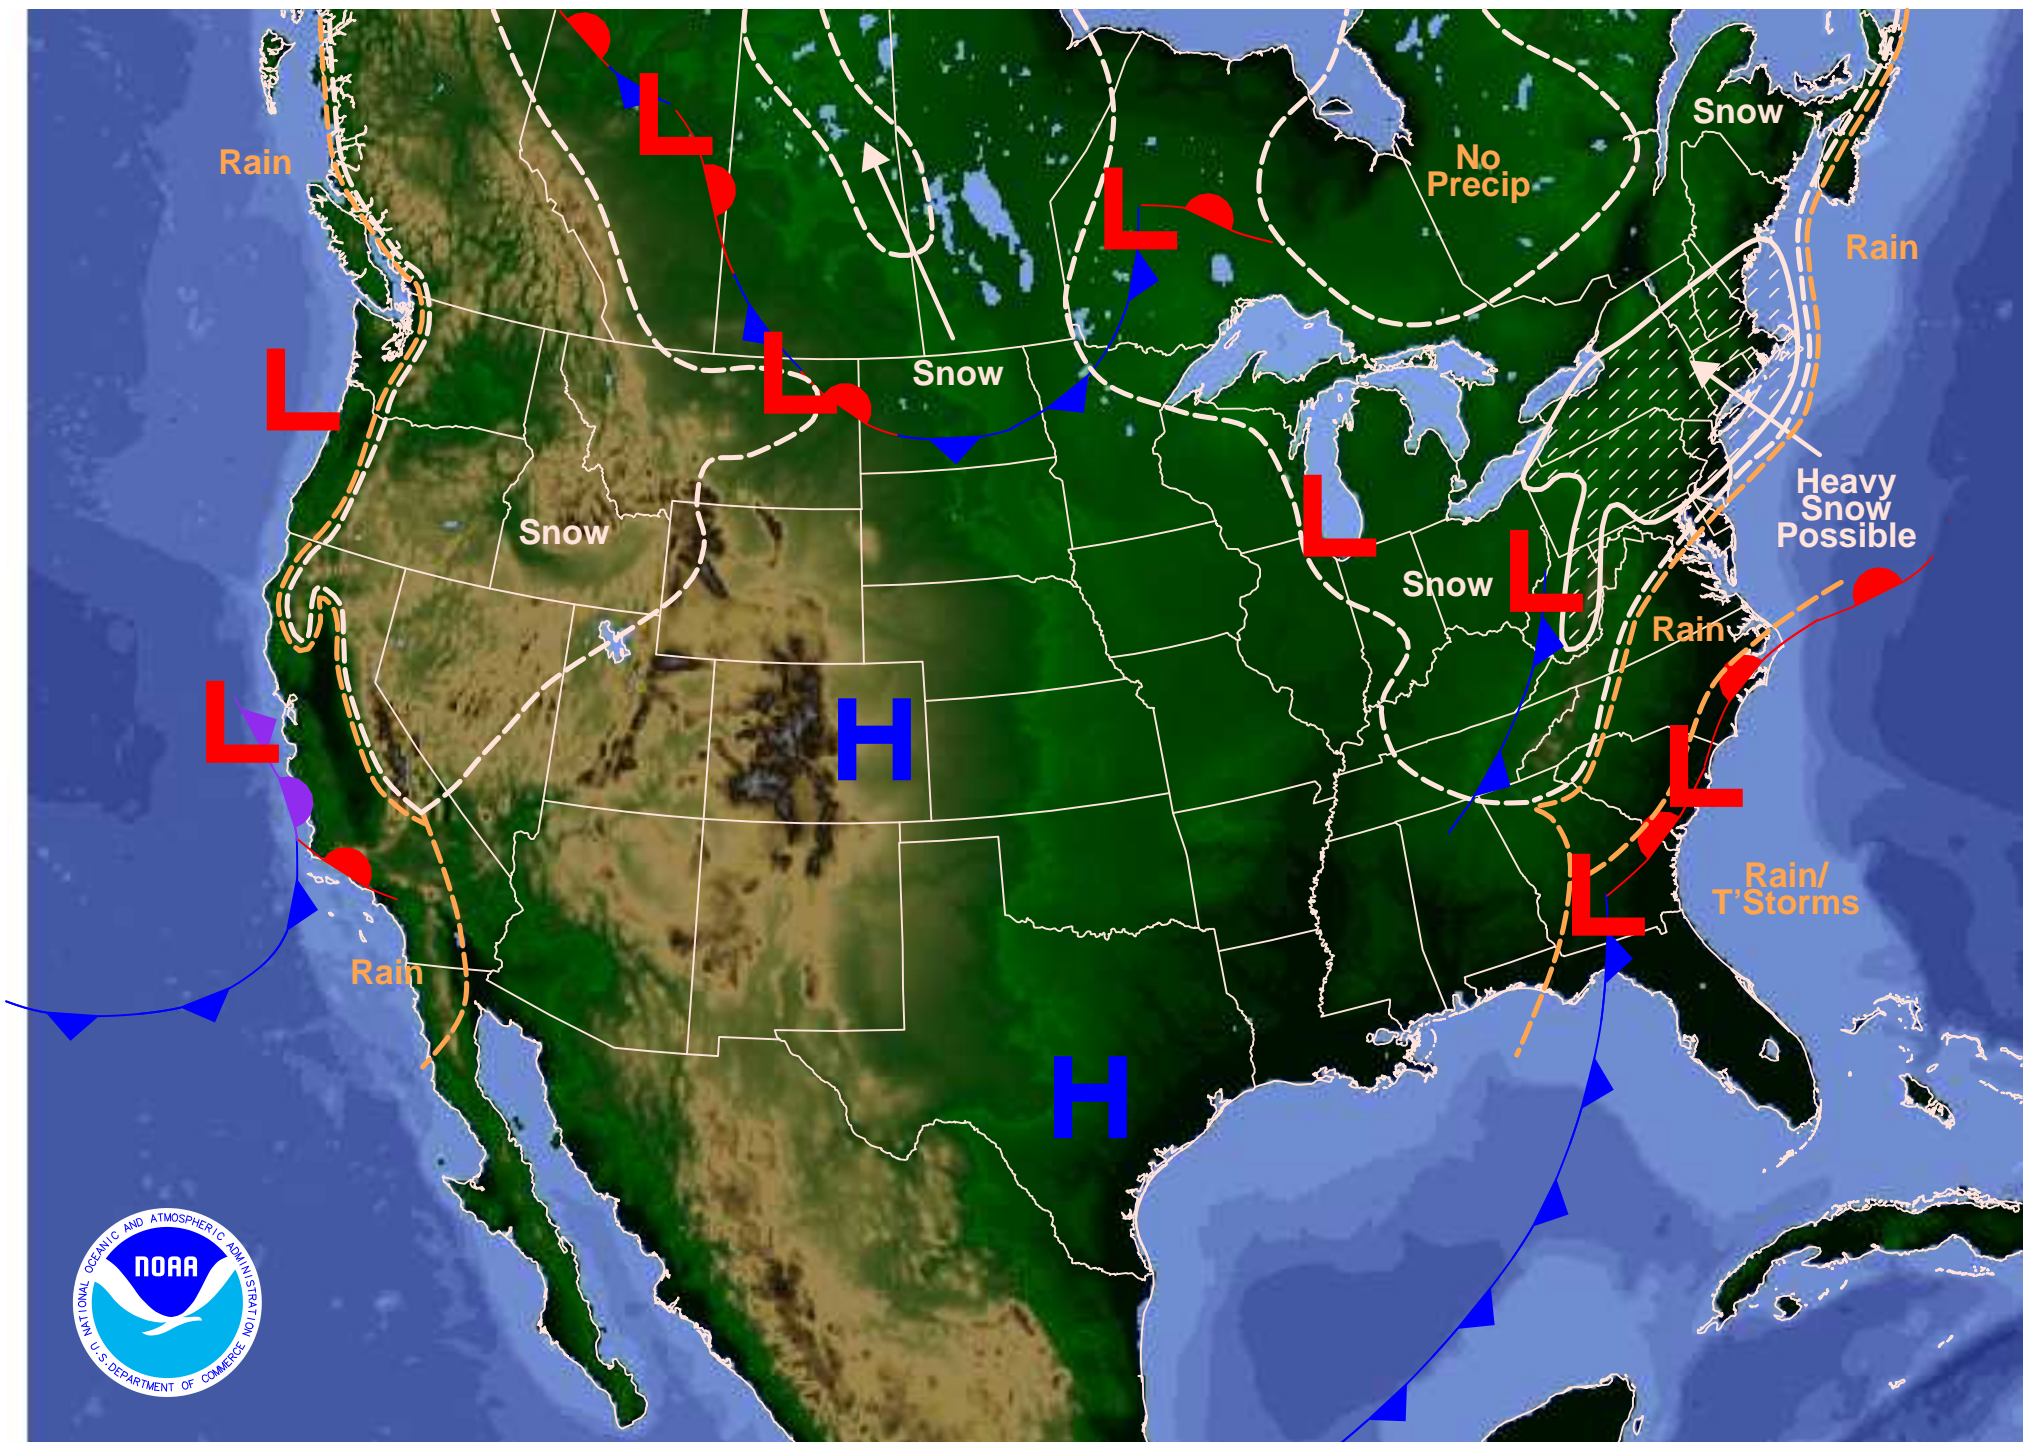 Snow
Rain
No
Precip
Rain
Snow
Heavy
Snow
Possible
Snow
Snow
Rain
Rain/
T'Storms
Rain
L
L
L
L
L
L
L
L
L
L
H
H
NATIONAL OCEANIC AND ATMOSPHERIC ADMINISTRATION
NOAA
U.S. DEPARTMENT OF COMMERCE